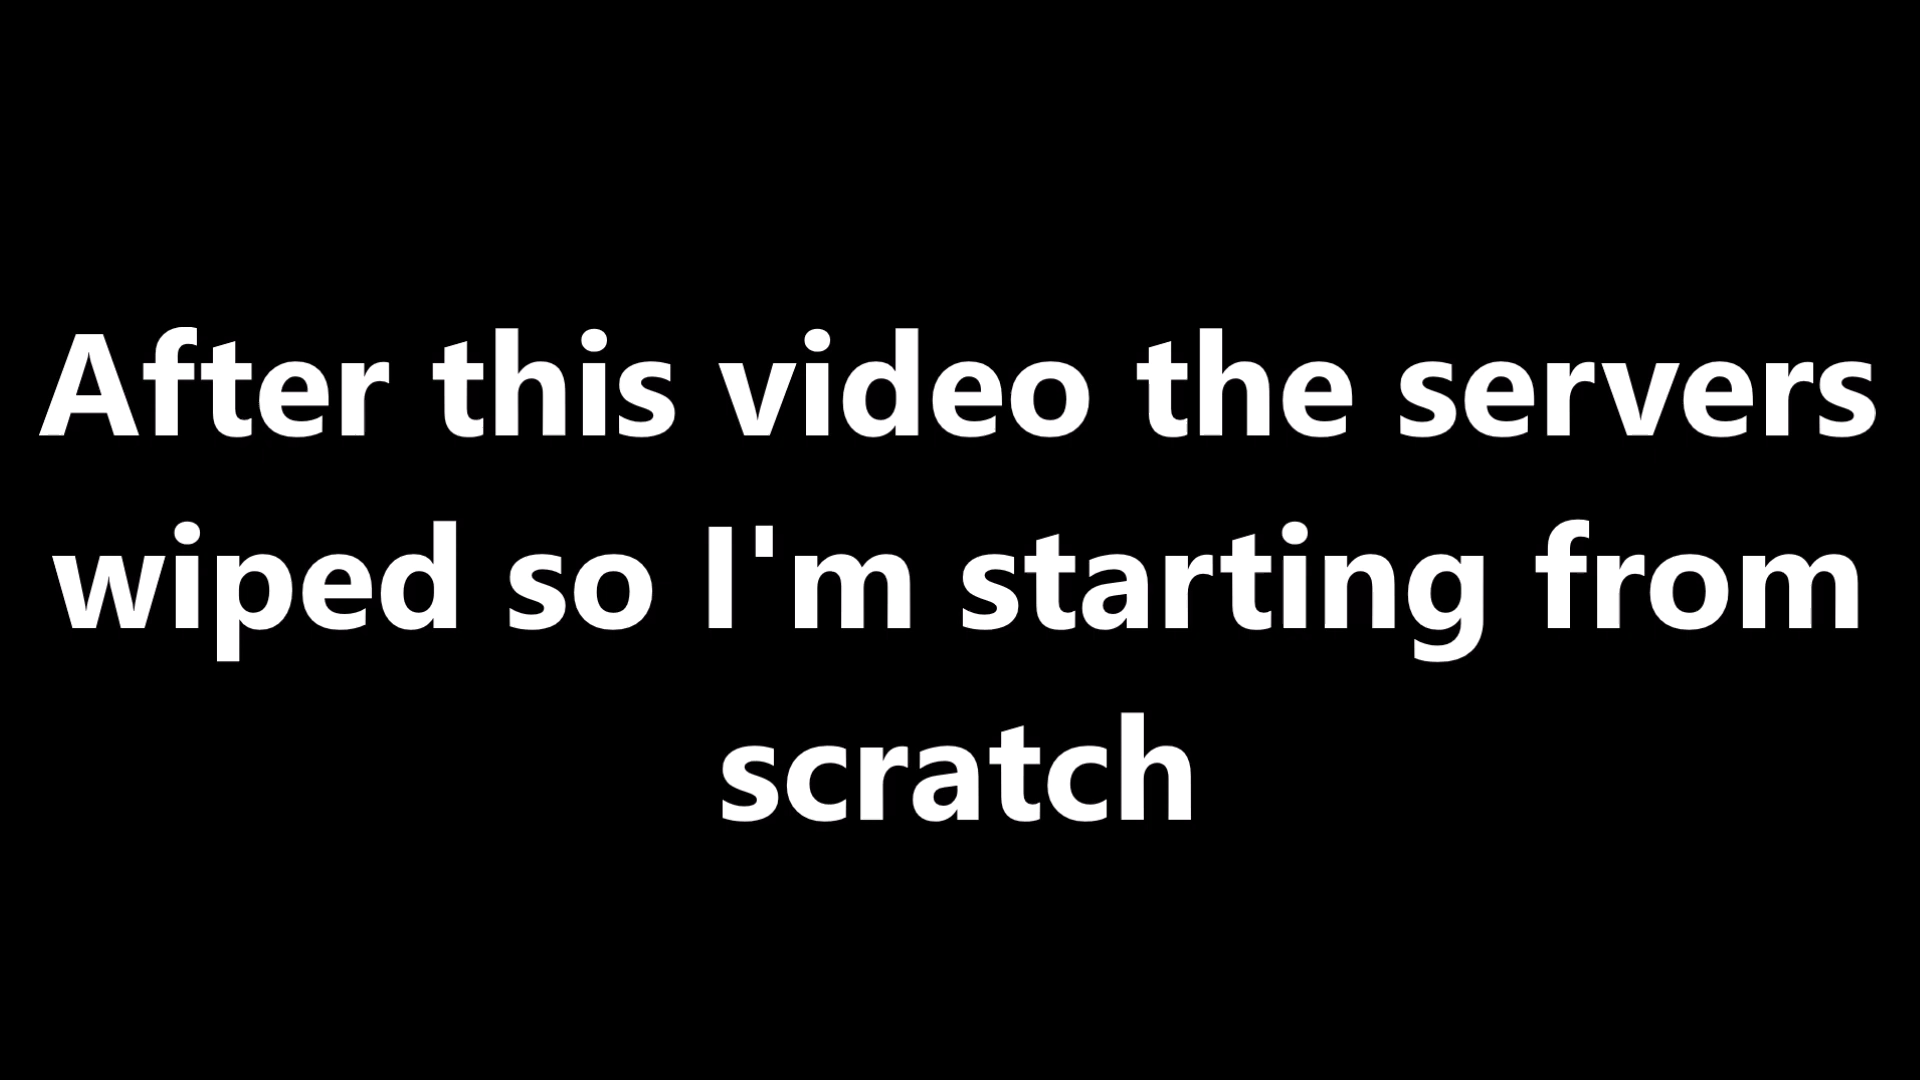 After this video the servers
wiped so I'm starting from
scratch